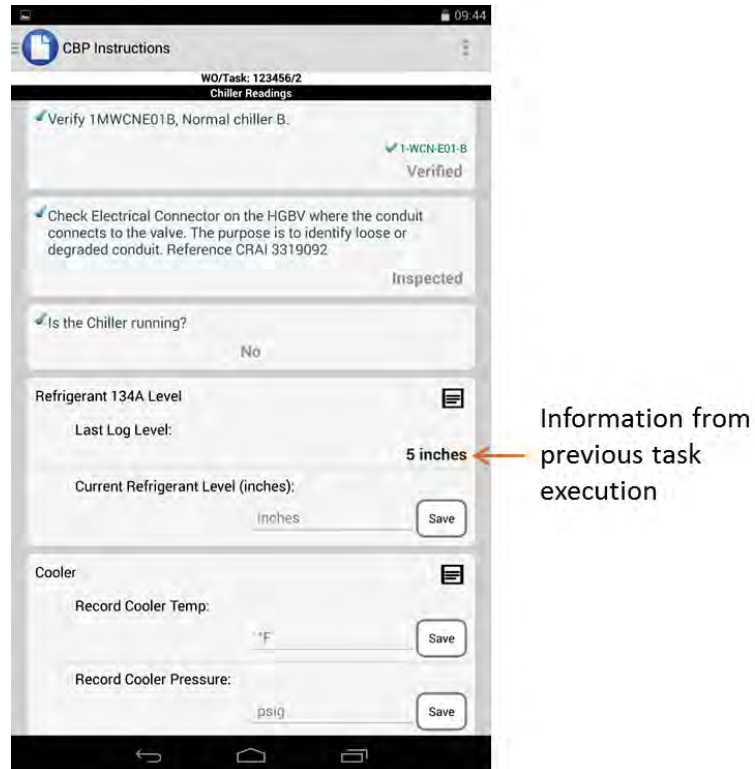 09:44
CBP Instructions
WO/Task: 123456/2
Chiller Readings
Verify 1MWCNE01B, Normal chiller B.
1-WCN-E01-B
Verified
Check Electrical Connector on the HGBV where the conduit
connects to the valve. The purpose is to identify loose or
degraded conduit. Reference CRAI 3319092
Inspected
Is the Chiller running?
No
Refrigerant 134A Level
Last Log Level:
5 inches
Information from
previous task
execution
Current Refrigerant Level (inches):
inches
Save
Cooler
Record Cooler Temp:
°F
Save
Record Cooler Pressure:
psig
Save